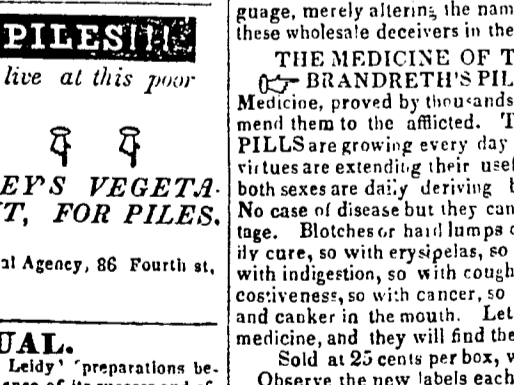 PILES!!!
live at this poor
EY'S VEGETA-
T, FOR PILES.
al Agency, 86 Fourth st,
UAL.
Leidy' preparations be-
guage, merely altering the nam
these wholesale deceivers in the
THE MEDICINE OF T
BRANDRETH'S PIL
Medicine, proved by thousands
mend them to the afflicted. T
PILLS are growing every day
virtues are extending their usef
both sexes are daily deriving b
No case of disease but they can
tage. Blotches or hard lumps
ily cure, so with erysipelas, so
with indigestion, so with cough
costiveness, so with cancer, so
and canker in the mouth. Let
medicine, and they will find the
Sold at 25 cents per box, w
Observe the new labels each